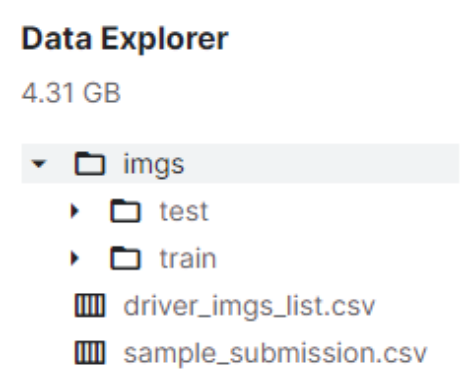 Data Explorer
4.31 GB
imgs
test
train
driver_imgs_list.csv
sample_submission.csv